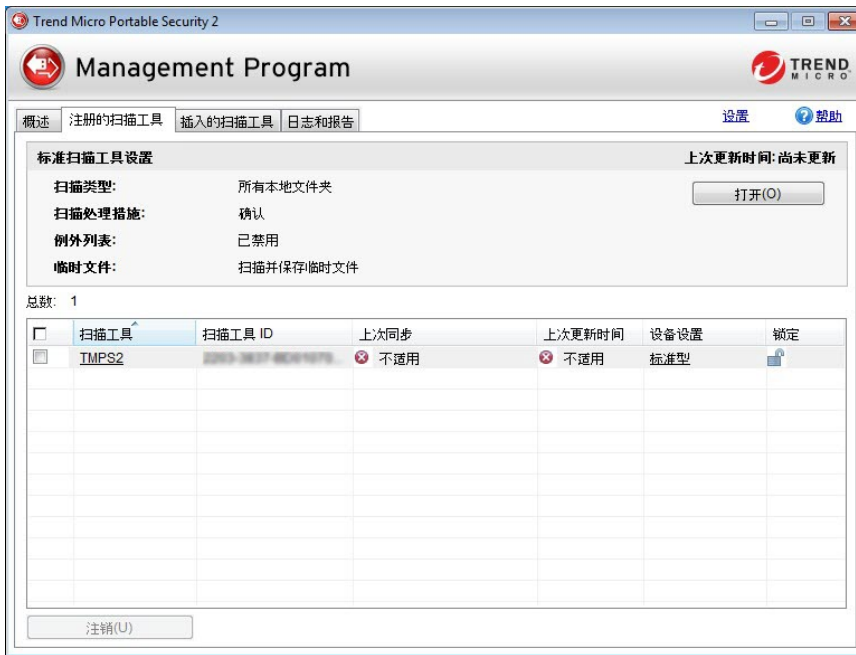 Trend Micro Portable Security 2
Management Program
TREND MICRO
概述 注册的扫描工具 插入的扫描工具 日志和报告 设置 帮助
标准扫描工具设置 上次更新时间:尚未更新
扫描类型: 所有本地文件夹 打开(O)
扫描处理措施: 确认
例外列表: 已禁用
临时文件: 扫描并保存临时文件
总数: 1
扫描工具 扫描工具 ID 上次同步 上次更新时间 设备设置 锁定
TMPS2 不适用 不适用 标准型
注销(U)